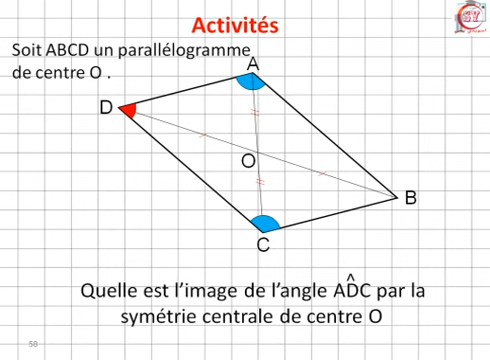 Activités
Soit ABCD un parallélogramme
de centre O .
A
D
O
B
C
Quelle est l’image de l’angle AD̂C par la
symétrie centrale de centre O
58
SY